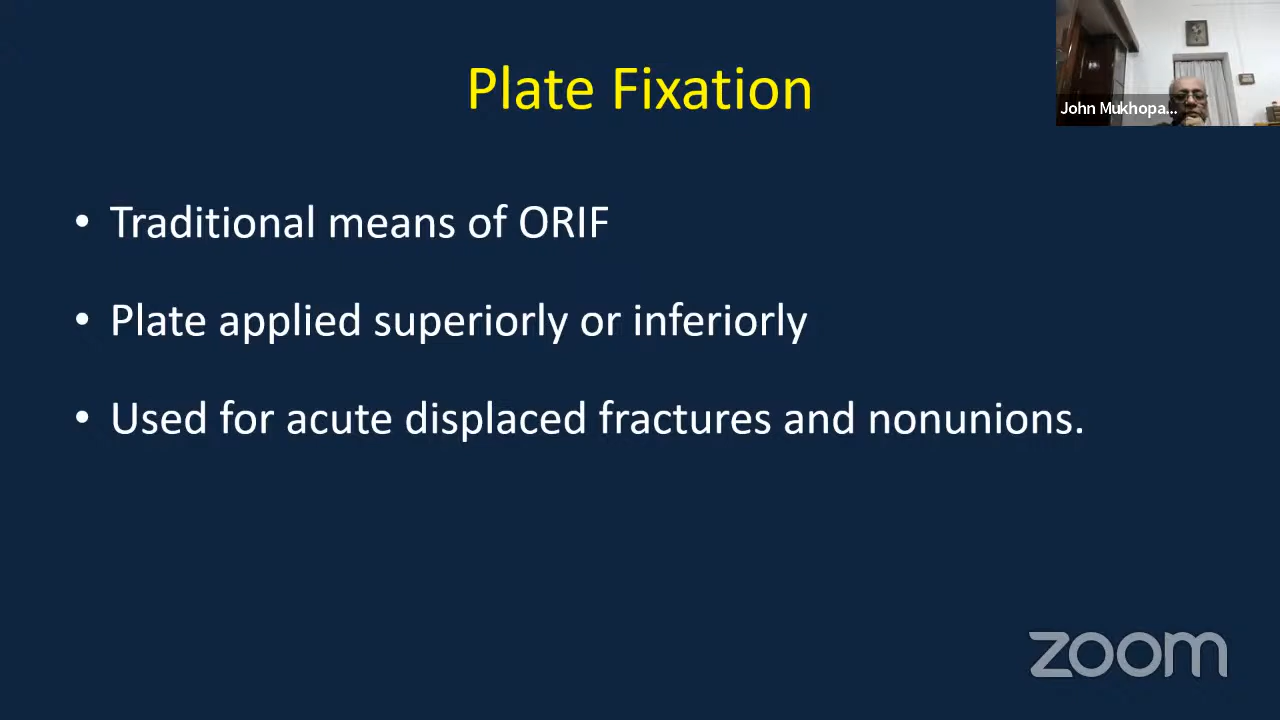 Plate Fixation
John Mukhopa...
• Traditional means of ORIF
• Plate applied superiorly or inferiorly
• Used for acute displaced fractures and nonunions.
zoom